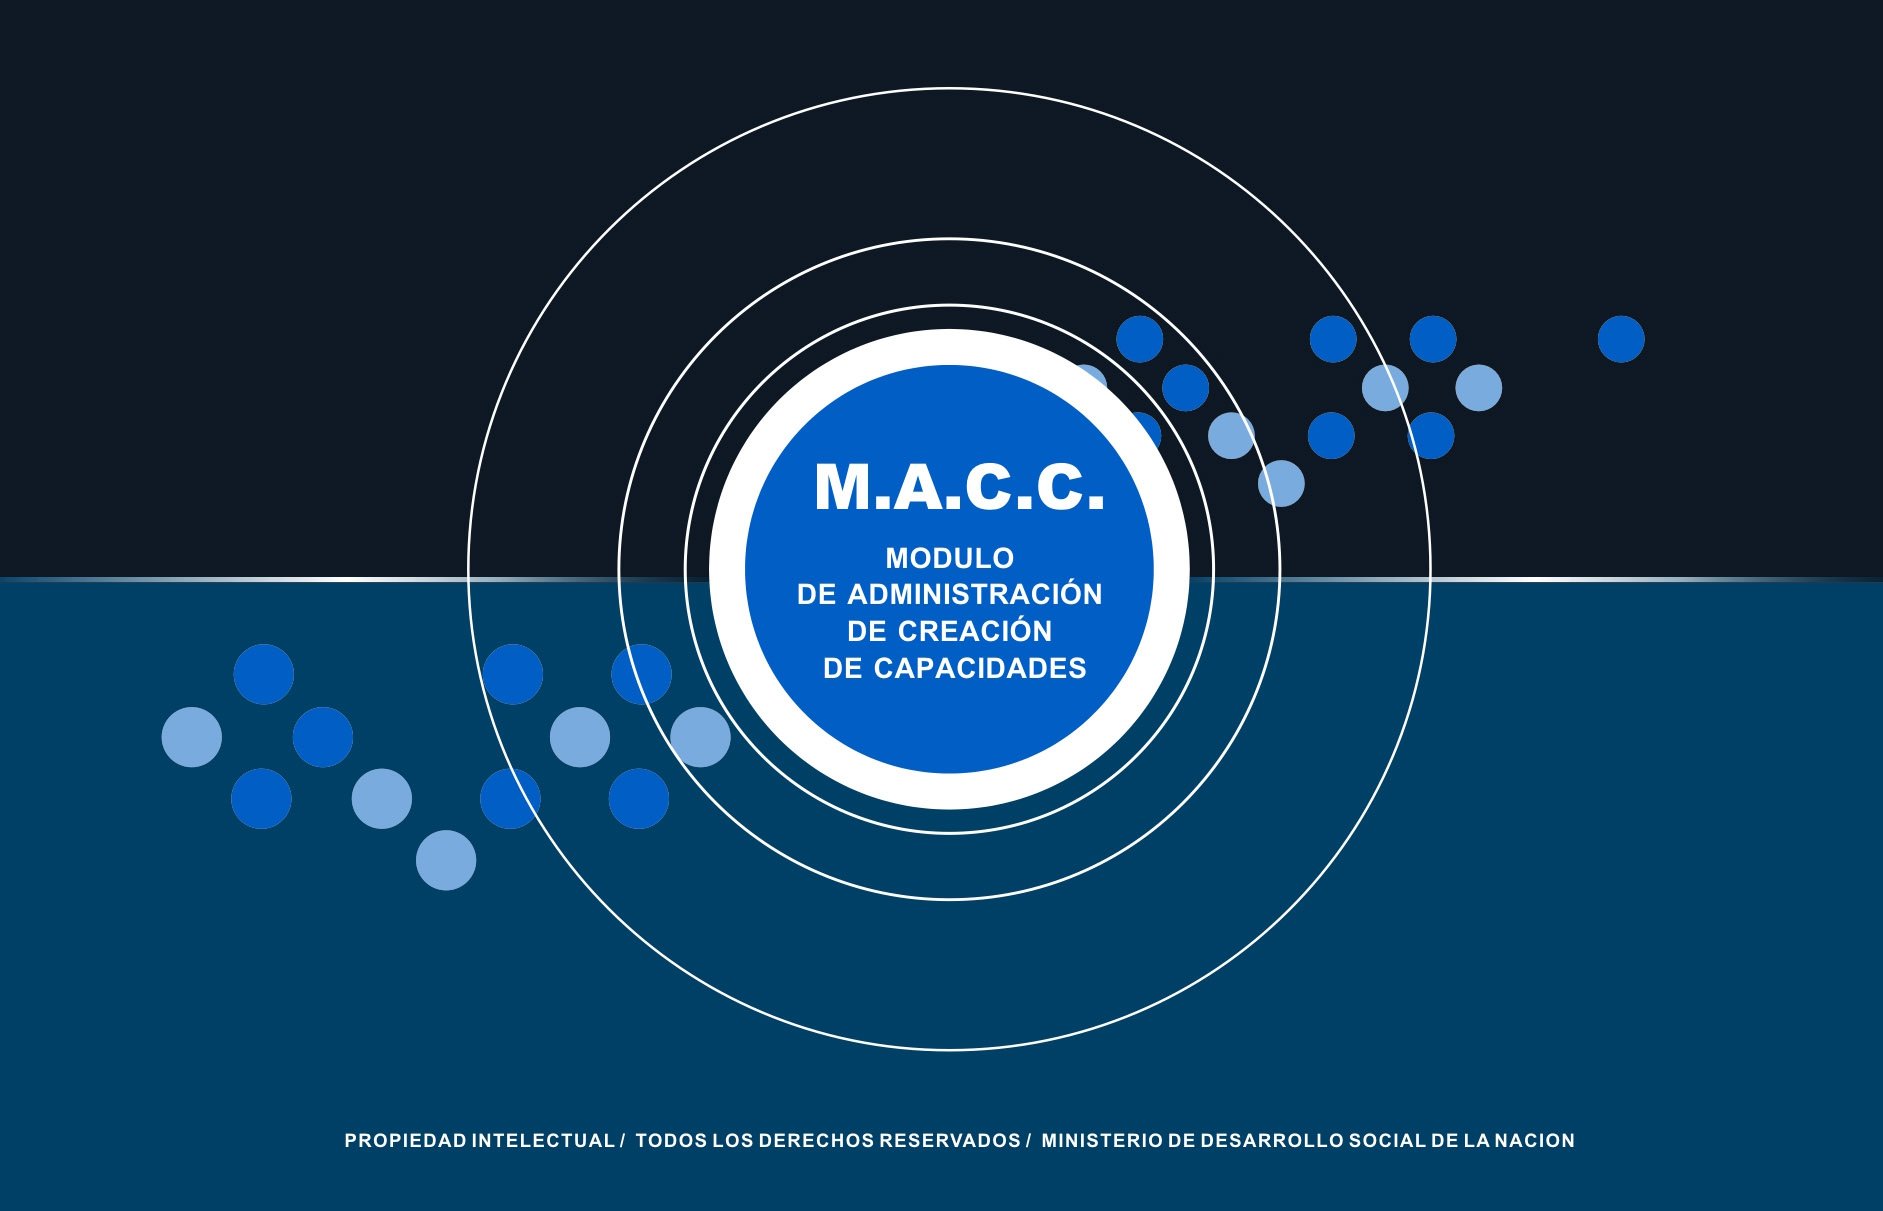 M.A.C.C.
MODULO
DE ADMINISTRACIÓN
DE CREACIÓN
DE CAPACIDADES
PROPIEDAD INTELECTUAL / TODOS LOS DERECHOS RESERVADOS / MINISTERIO DE DESARROLLO SOCIAL DE LA NACION